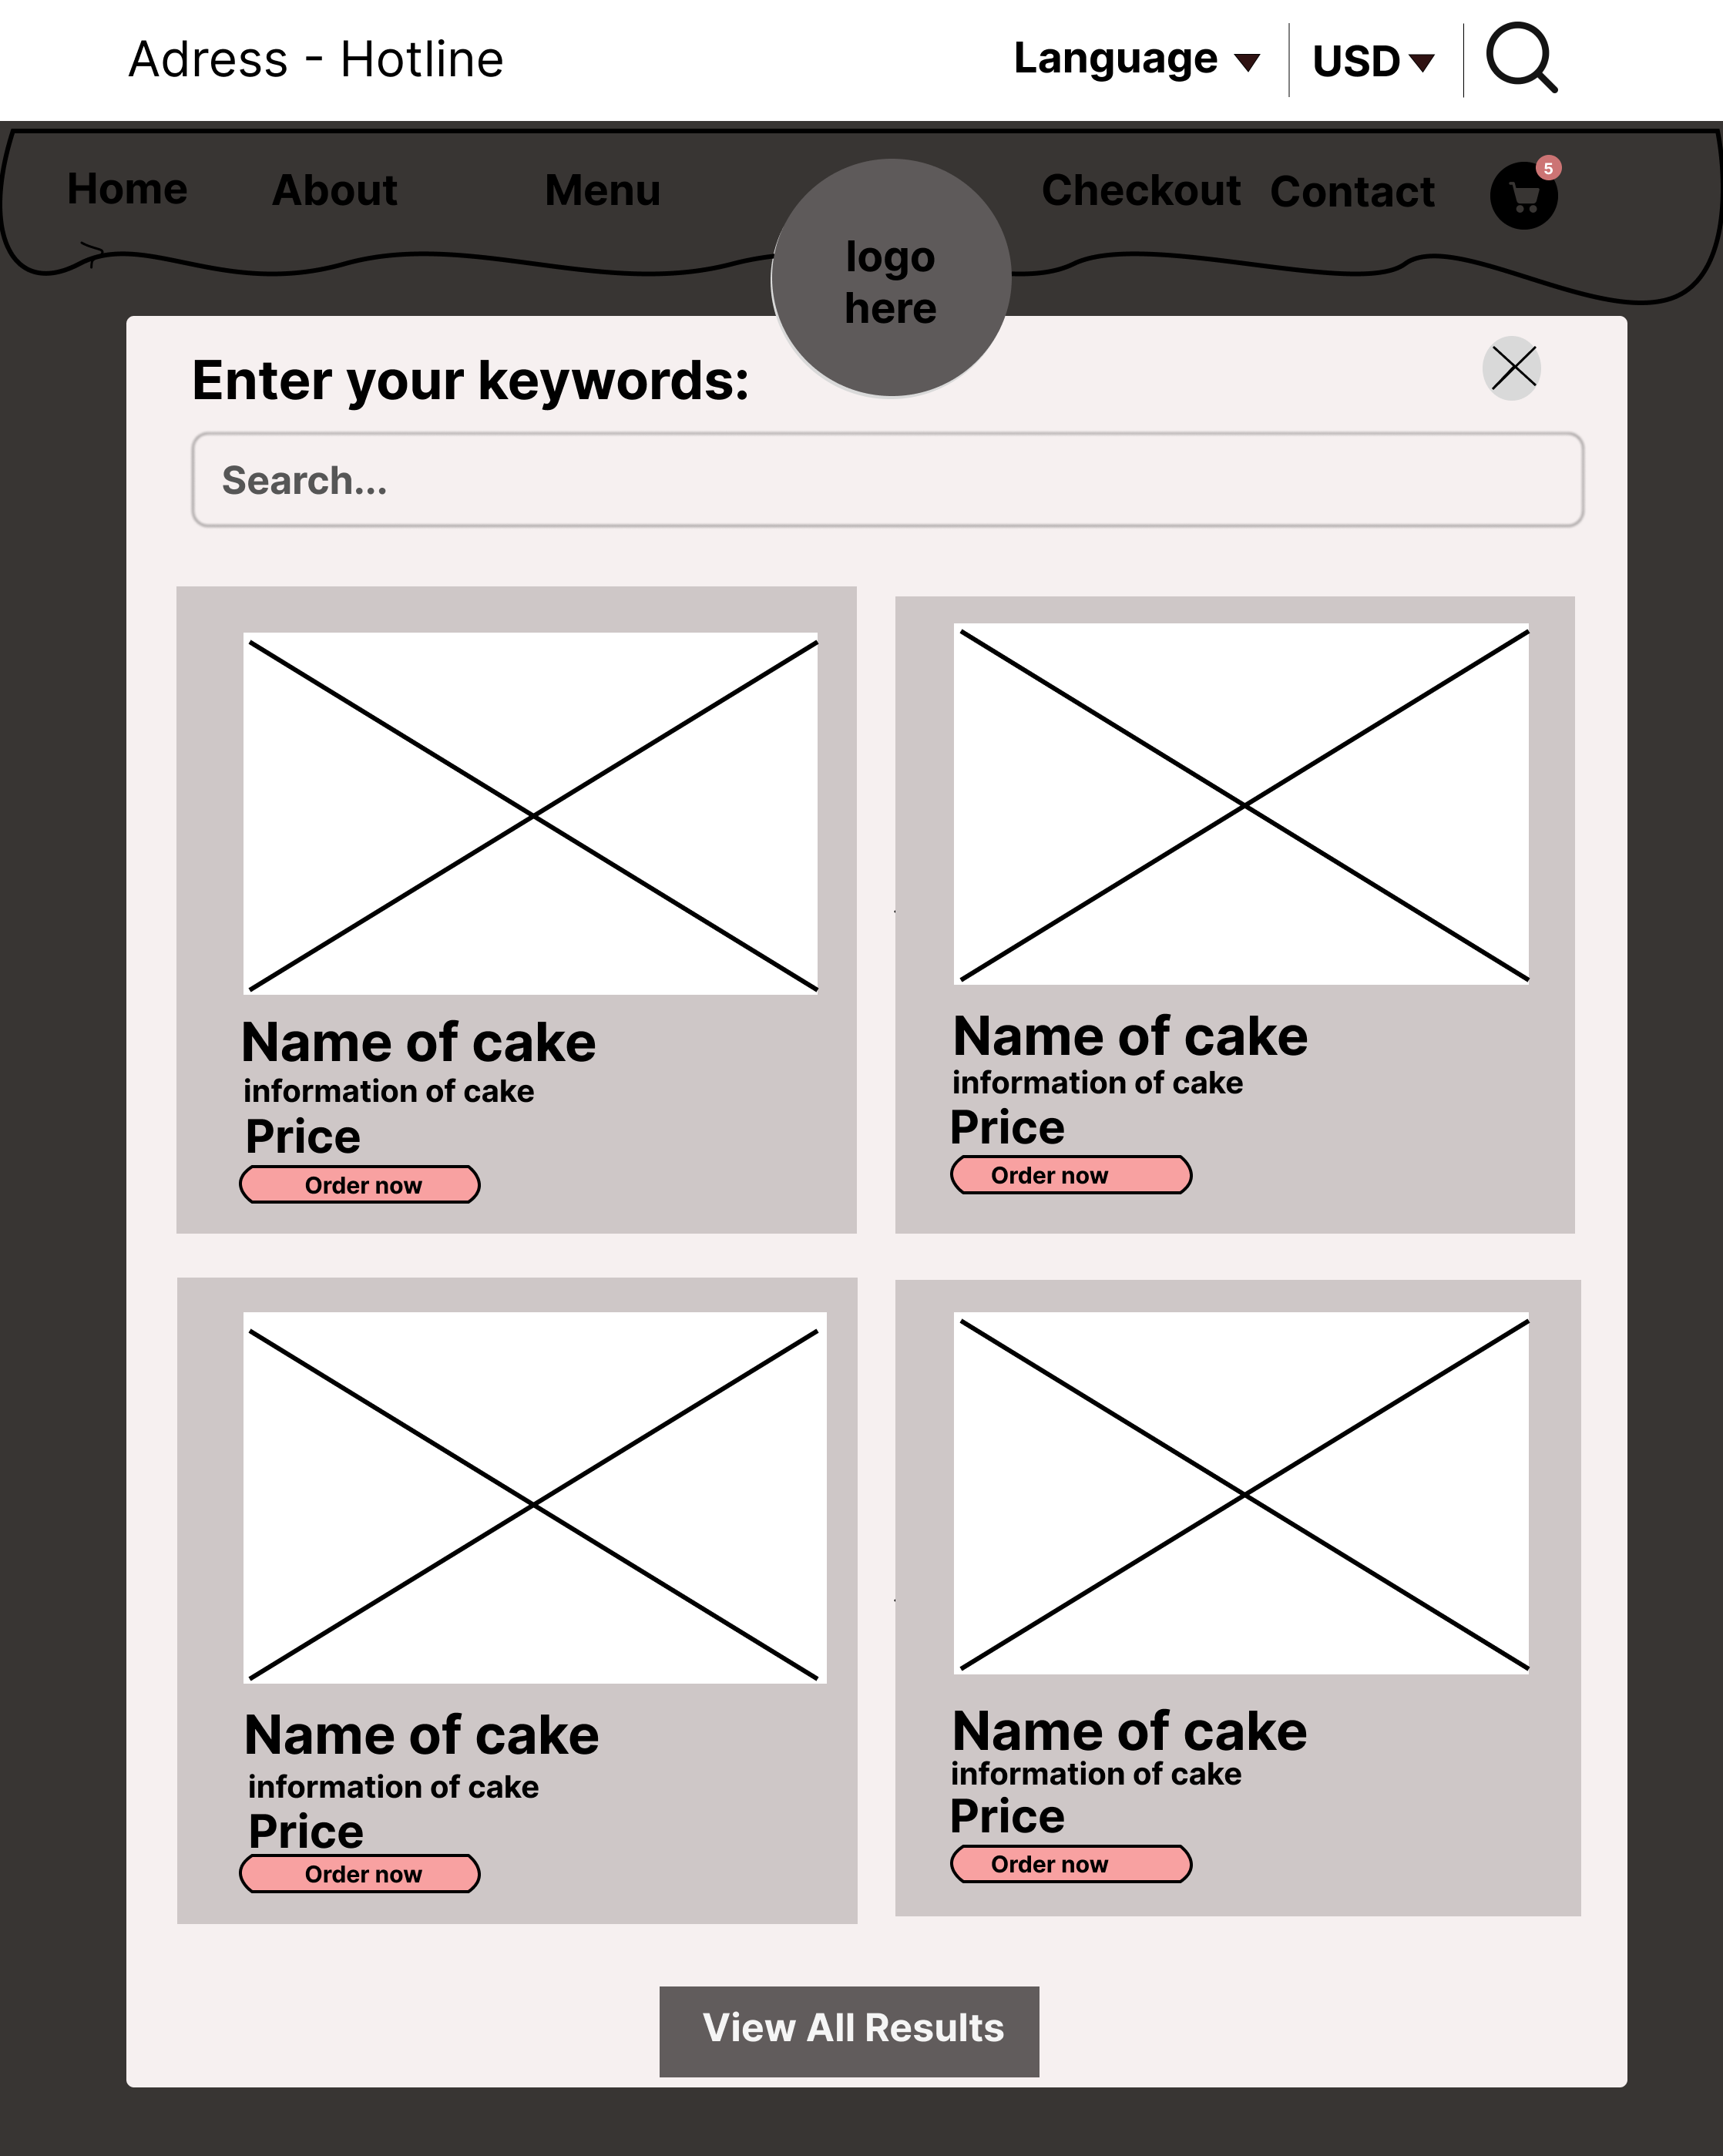 Adress - Hotline
Language
USD
Home
About
Menu
logo
here
Checkout
Contact
5
Enter your keywords:
Search...
Name of cake
information of cake
Price
Order now
Name of cake
information of cake
Price
Order now
Name of cake
information of cake
Price
Order now
Name of cake
information of cake
Price
Order now
View All Results